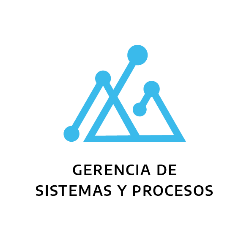 GERENCIA DE
SISTEMAS Y PROCESOS